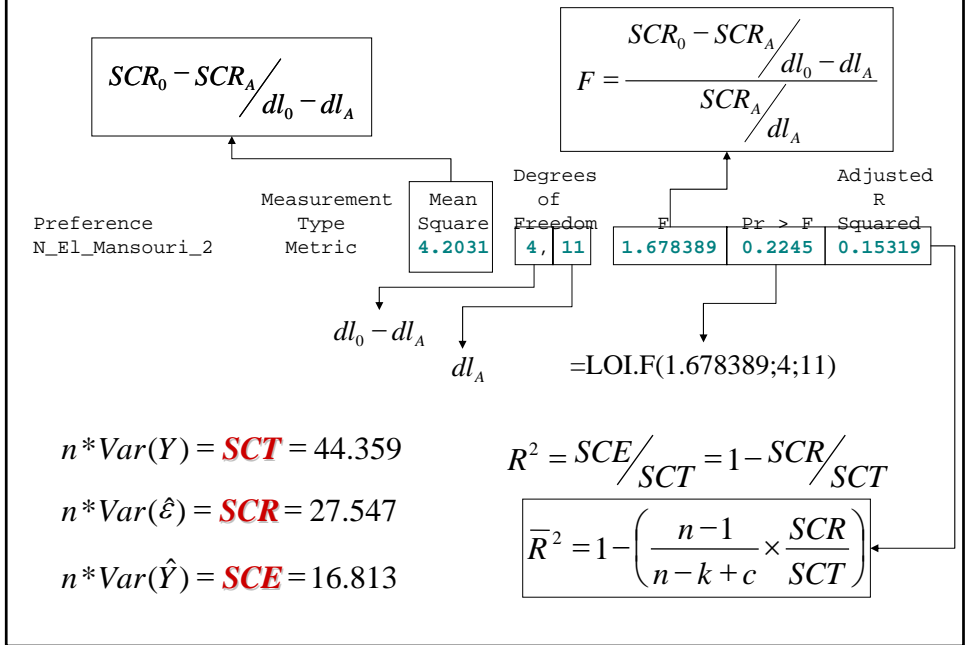 SCR₀ − SCR_A / dl₀ − dl_A
F = (SCR₀ − SCR_A / dl₀ − dl_A) / (SCR_A / dl_A)
Degrees Adjusted
Measurement Mean of R
Preference Type Square Freedom F Pr > F Squared
N_El_Mansouri_2 Metric 4.2031 4, 11 1.678389 0.2245 0.15319
dl₀ − dl_A
dl_A
=LOI.F(1.678389;4;11)
n*Var(Y) = SCT = 44.359
n*Var(ε̂) = SCR = 27.547
n*Var(Ŷ) = SCE = 16.813
R² = SCE/SCT = 1 − SCR/SCT
R̅² = 1 − ( n − 1 / n − k + c × SCR / SCT )